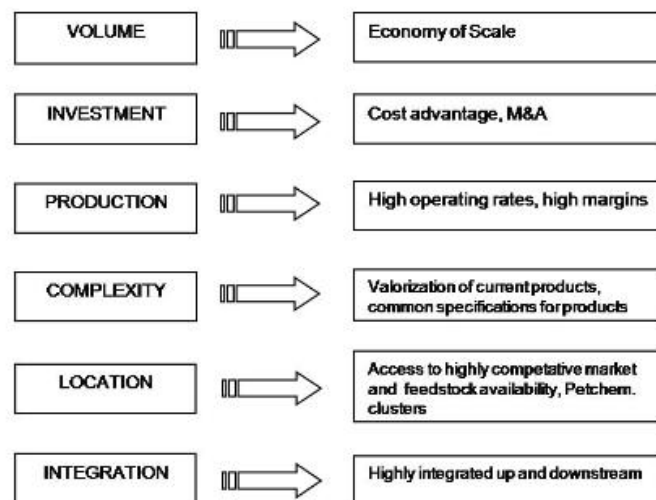 VOLUME
Economy of Scale
INVESTMENT
Cost advantage, M&A
PRODUCTION
High operating rates, high margins
COMPLEXITY
Valorization of current products,
common specifications for products
LOCATION
Access to highly competative market
and feedstock availability, Petchem.
clusters
INTEGRATION
Highly integrated up and downstream